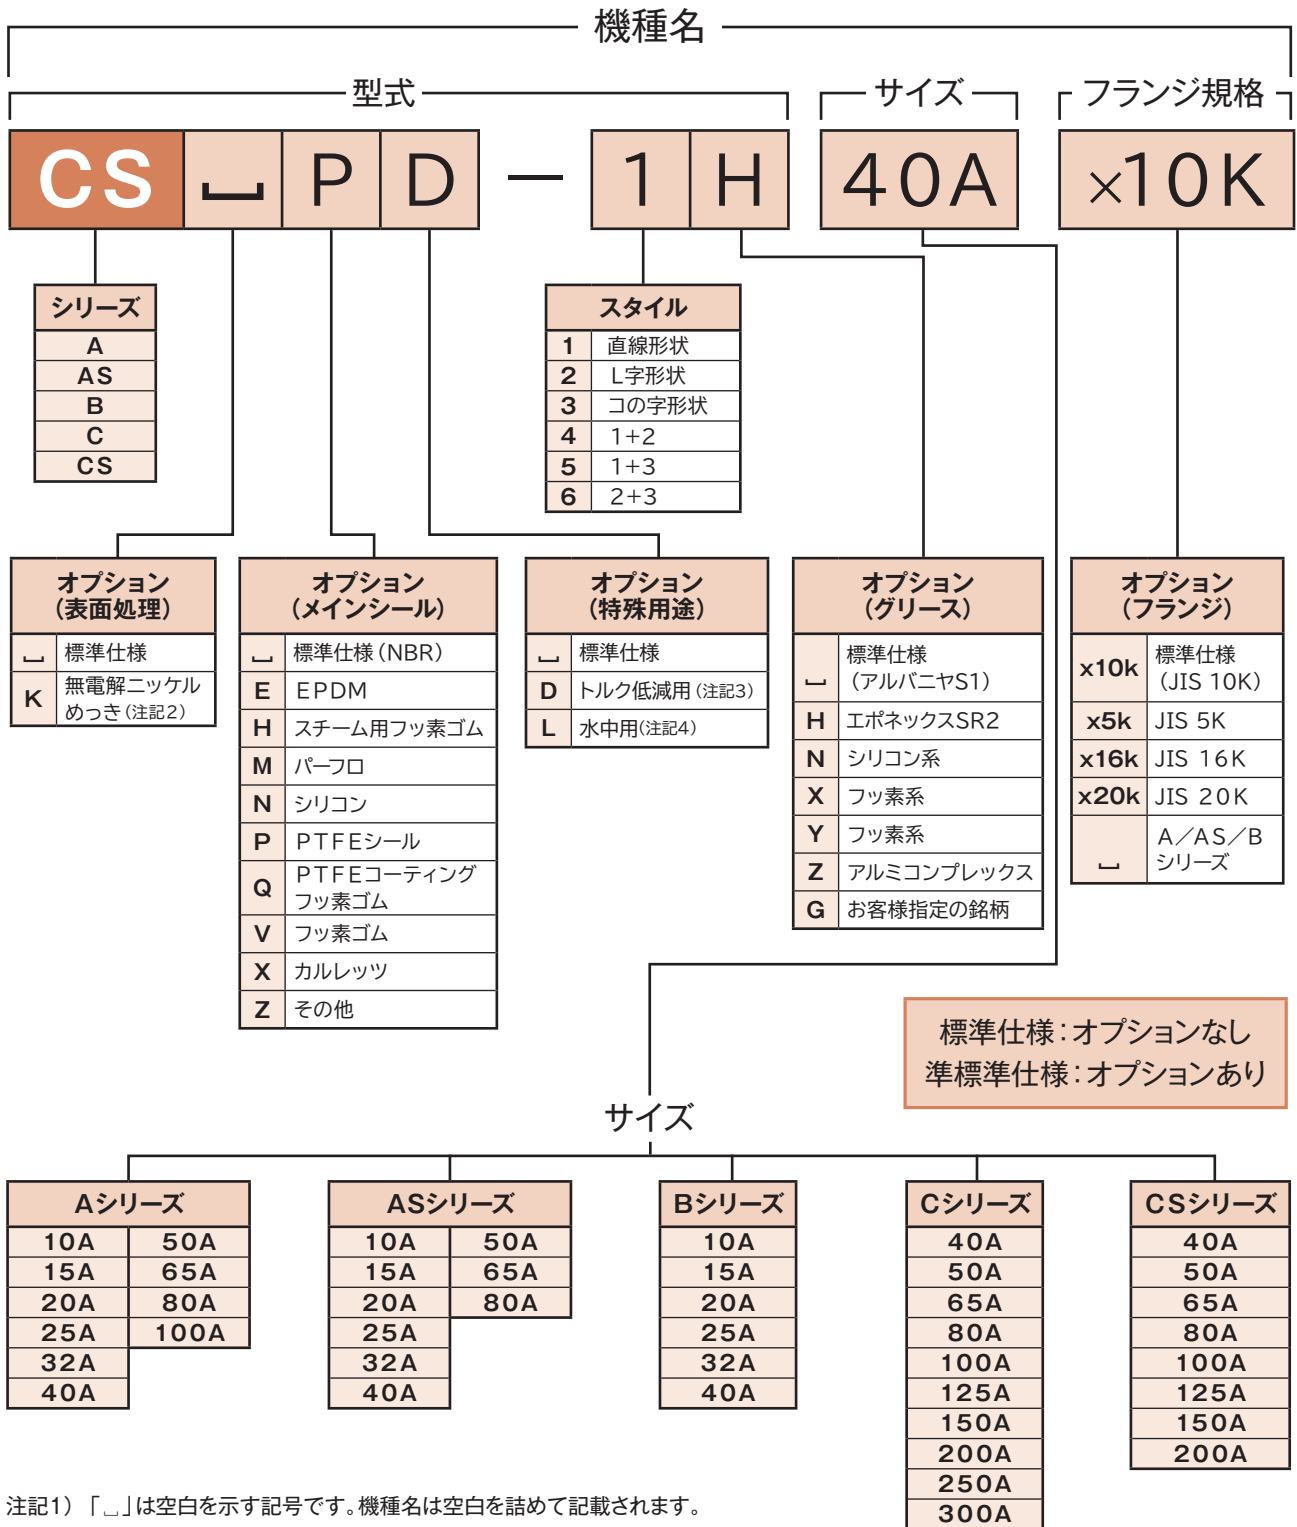 機種名
型式 サイズ フランジ規格
CS ⎵ P D — 1 H 40A ×10K
シリーズ
A
AS
B
C
CS
スタイル
1 直線形状
2 L字形状
3 コの字形状
4 1+2
5 1+3
6 2+3
オプション
(表面処理)
⎵ 標準仕様
K 無電解ニッケル
めっき(注記2)
オプション
(メインシール)
⎵ 標準仕様(NBR)
E EPDM
H スチーム用フッ素ゴム
M パーフロ
N シリコン
P PTFEシール
Q PTFEコーティング
フッ素ゴム
V フッ素ゴム
X カルレッツ
Z その他
オプション
(特殊用途)
⎵ 標準仕様
D トルク低減用(注記3)
L 水中用(注記4)
オプション
(グリース)
⎵ 標準仕様
(アルバニヤS1)
H エポネックスSR2
N シリコン系
X フッ素系
Y フッ素系
Z アルミコンプレックス
G お客様指定の銘柄
オプション
(フランジ)
x10k 標準仕様
(JIS 10K)
x5k JIS 5K
x16k JIS 16K
x20k JIS 20K
⎵ A/AS/B
シリーズ
標準仕様:オプションなし
準標準仕様:オプションあり
サイズ
Aシリーズ
10A 50A
15A 65A
20A 80A
25A 100A
32A
40A
ASシリーズ
10A 50A
15A 65A
20A 80A
25A
32A
40A
Bシリーズ
10A
15A
20A
25A
32A
40A
Cシリーズ
40A
50A
65A
80A
100A
125A
150A
200A
250A
300A
CSシリーズ
40A
50A
65A
80A
100A
125A
150A
200A
注記1) 「⎵」は空白を示す記号です。機種名は空白を詰めて記載されます。